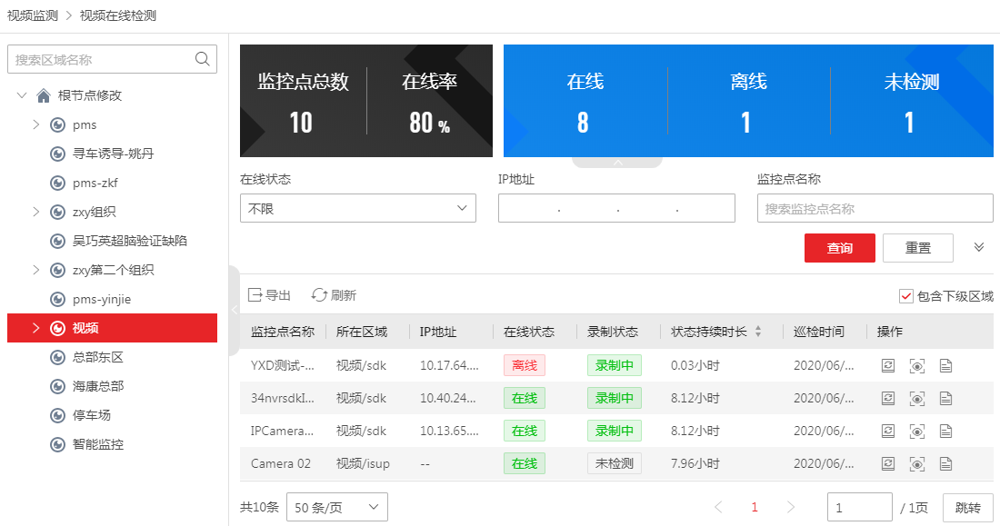 视频监测 > 视频在线检测
搜索区域名称
根节点修改
pms
寻车诱导-姚丹
pms-zkf
zxy组织
吴巧英超脑验证缺陷
zxy第二个组织
pms-yinjie
视频
总部东区
海康总部
停车场
智能监控
监控点总数 在线率 在线 离线 未检测
10 80 % 8 1 1
在线状态 IP地址 监控点名称
不限 . . . 搜索监控点名称
查询 重置
导出 刷新 包含下级区域
监控点名称 所在区域 IP地址 在线状态 录制状态 状态持续时长 巡检时间 操作
YXD测试-... 视频/sdk 10.17.64.... 离线 录制中 0.03小时 2020/06/...
34nvrsdkI... 视频/sdk 10.40.24... 在线 录制中 8.12小时 2020/06/...
IPCamera... 视频/sdk 10.13.65.... 在线 录制中 8.12小时 2020/06/...
Camera 02 视频/isup -- 在线 未检测 7.96小时 2020/06/...
共10条 50 条/页 1 1 / 1页 跳转